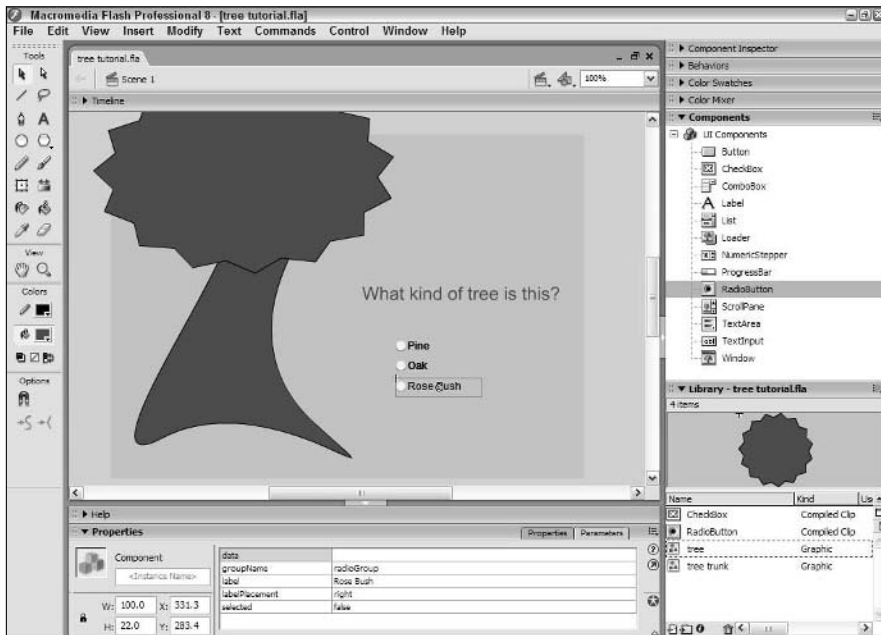 Macromedia Flash Professional 8 - [tree tutorial.fla]
File Edit View Insert Modify Text Commands Control Window Help
Tools
View
Colors
Options
tree tutorial.fla
Scene 1
100%
Timeline
What kind of tree is this?
Pine
Oak
Rose Bush
Help
Properties
Properties Parameters
Component
<Instance Name>
W: 100.0 X: 331.3
H: 22.0 Y: 283.4
data
groupName radioGroup
label Rose Bush
labelPlacement right
selected false
Component Inspector
Behaviors
Color Swatches
Color Mixer
Components
UI Components
Button
CheckBox
ComboBox
Label
List
Loader
NumericStepper
ProgressBar
RadioButton
ScrollPane
TextArea
TextInput
Window
Library - tree tutorial.fla
4 items
Name Kind
CheckBox Compiled Clip
RadioButton Compiled Clip
tree Graphic
tree trunk Graphic